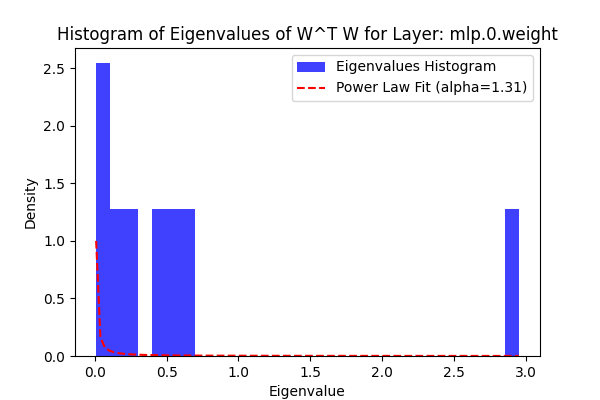 Histogram of Eigenvalues of W^T W for Layer: mlp.0.weight
Eigenvalues Histogram
Power Law Fit (alpha=1.31)
2.5
2.0
1.5
1.0
0.5
0.0
Density
0.0 0.5 1.0 1.5 2.0 2.5 3.0
Eigenvalue